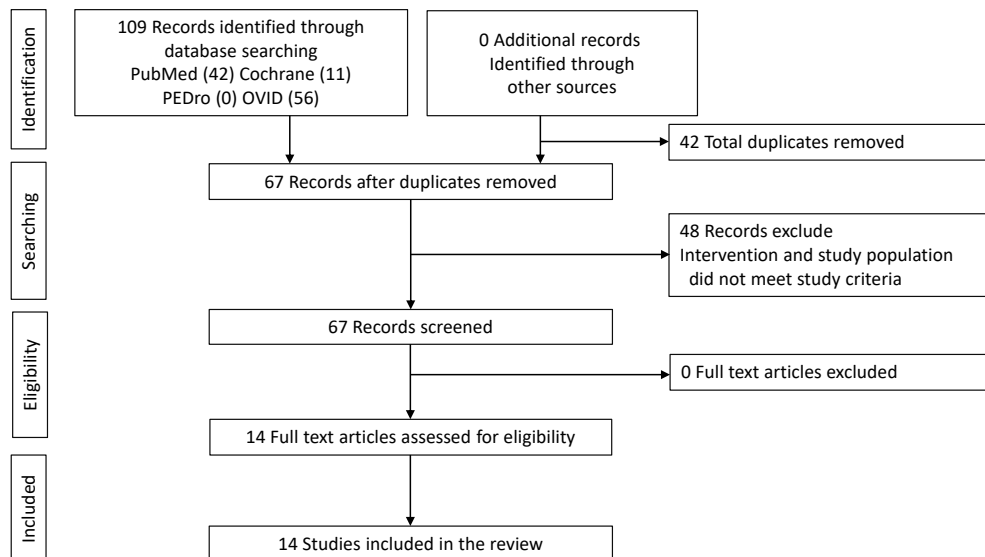 Identification
109 Records identified through
database searching
PubMed (42) Cochrane (11)
PEDro (0) OVID (56)
0 Additional records
Identified through
other sources
42 Total duplicates removed
Searching
67 Records after duplicates removed
48 Records exclude
Intervention and study population
did not meet study criteria
Eligibility
67 Records screened
0 Full text articles excluded
14 Full text articles assessed for eligibility
Included
14 Studies included in the review